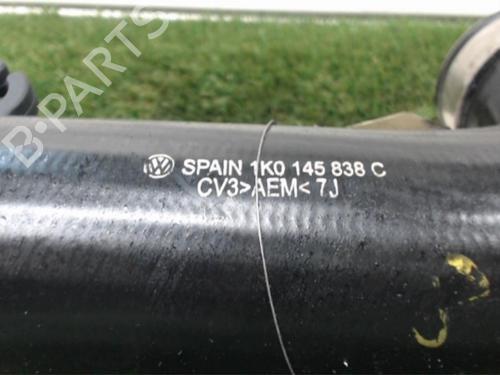 B-PARTS
SPAIN 1K0 145 838 C
CV3>AEM< 7J